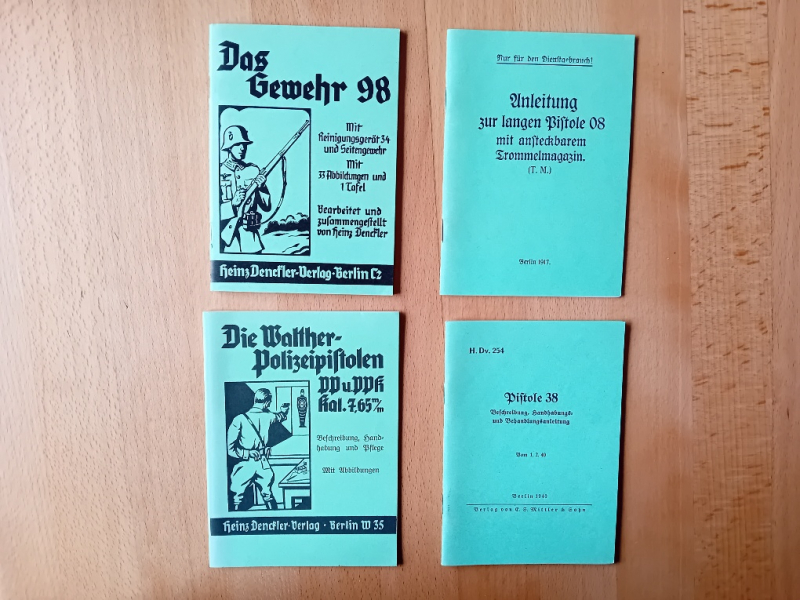 Das
Gewehr 98
Mit
Reinigungsgerät 34
und Seitengewehr
Mit
33 Abbildungen und
1 Tafel
Bearbeitet und
zusammengestellt
von Heinz Denckler
Heinz Denckler-Verlag · Berlin C2
Nur für den Dienstgebrauch!
Anleitung
zur langen Pistole 08
mit ansteckbarem
Trommelmagazin.
(T. M.)
Berlin 1917.
Die Walther-
Polizeipistolen
PP u PPK
Kal. 7,65 m/m
Beschreibung, Hand-
habung und Pflege
Mit Abbildungen
Heinz Denckler-Verlag · Berlin W 35
H. Dv. 254
Pistole 38
Beschreibung, Handhabungs-
und Behandlungsanleitung
Vom 1. 7. 40
Berlin 1940
Verlag von E. S. Mittler & Sohn